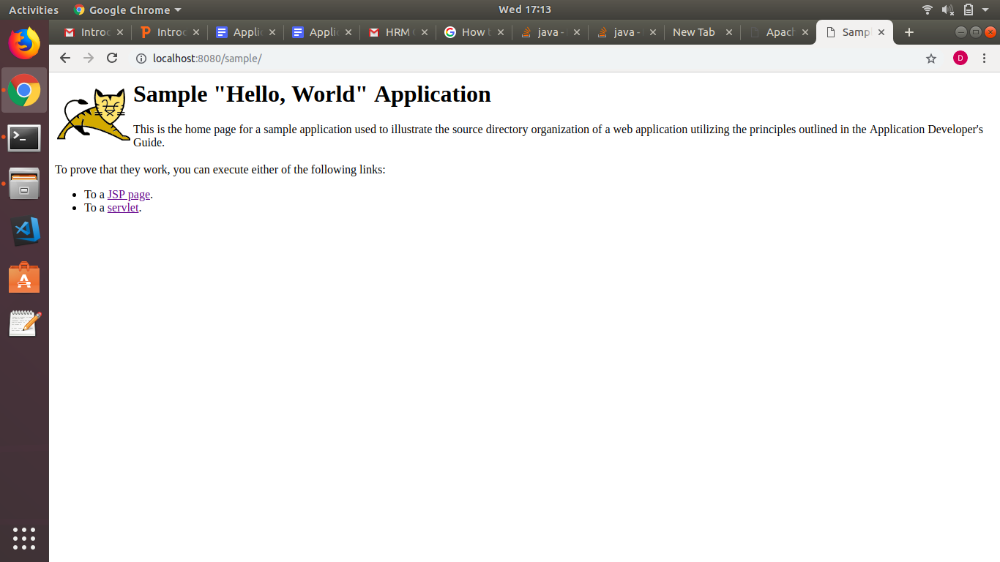 Activities Google Chrome Wed 17:13
Introd Introd Applic Applic HRM How t java - java - New Tab Apach Sampl
localhost:8080/sample/ D
Sample "Hello, World" Application
This is the home page for a sample application used to illustrate the source directory organization of a web application utilizing the principles outlined in the Application Developer's
Guide.
To prove that they work, you can execute either of the following links:
• To a JSP page.
• To a servlet.